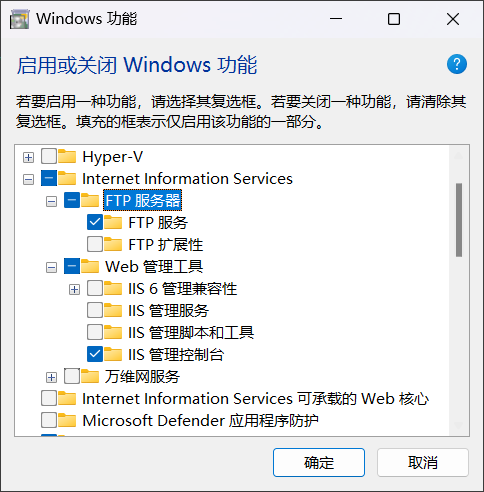 Windows 功能
启用或关闭 Windows 功能
?
若要启用一种功能，请选择其复选框。若要关闭一种功能，请清除其
复选框。填充的框表示仅启用该功能的一部分。
Hyper-V
Internet Information Services
FTP 服务器
FTP 服务
FTP 扩展性
Web 管理工具
IIS 6 管理兼容性
IIS 管理服务
IIS 管理脚本和工具
IIS 管理控制台
万维网服务
Internet Information Services 可承载的 Web 核心
Microsoft Defender 应用程序防护
确定
取消